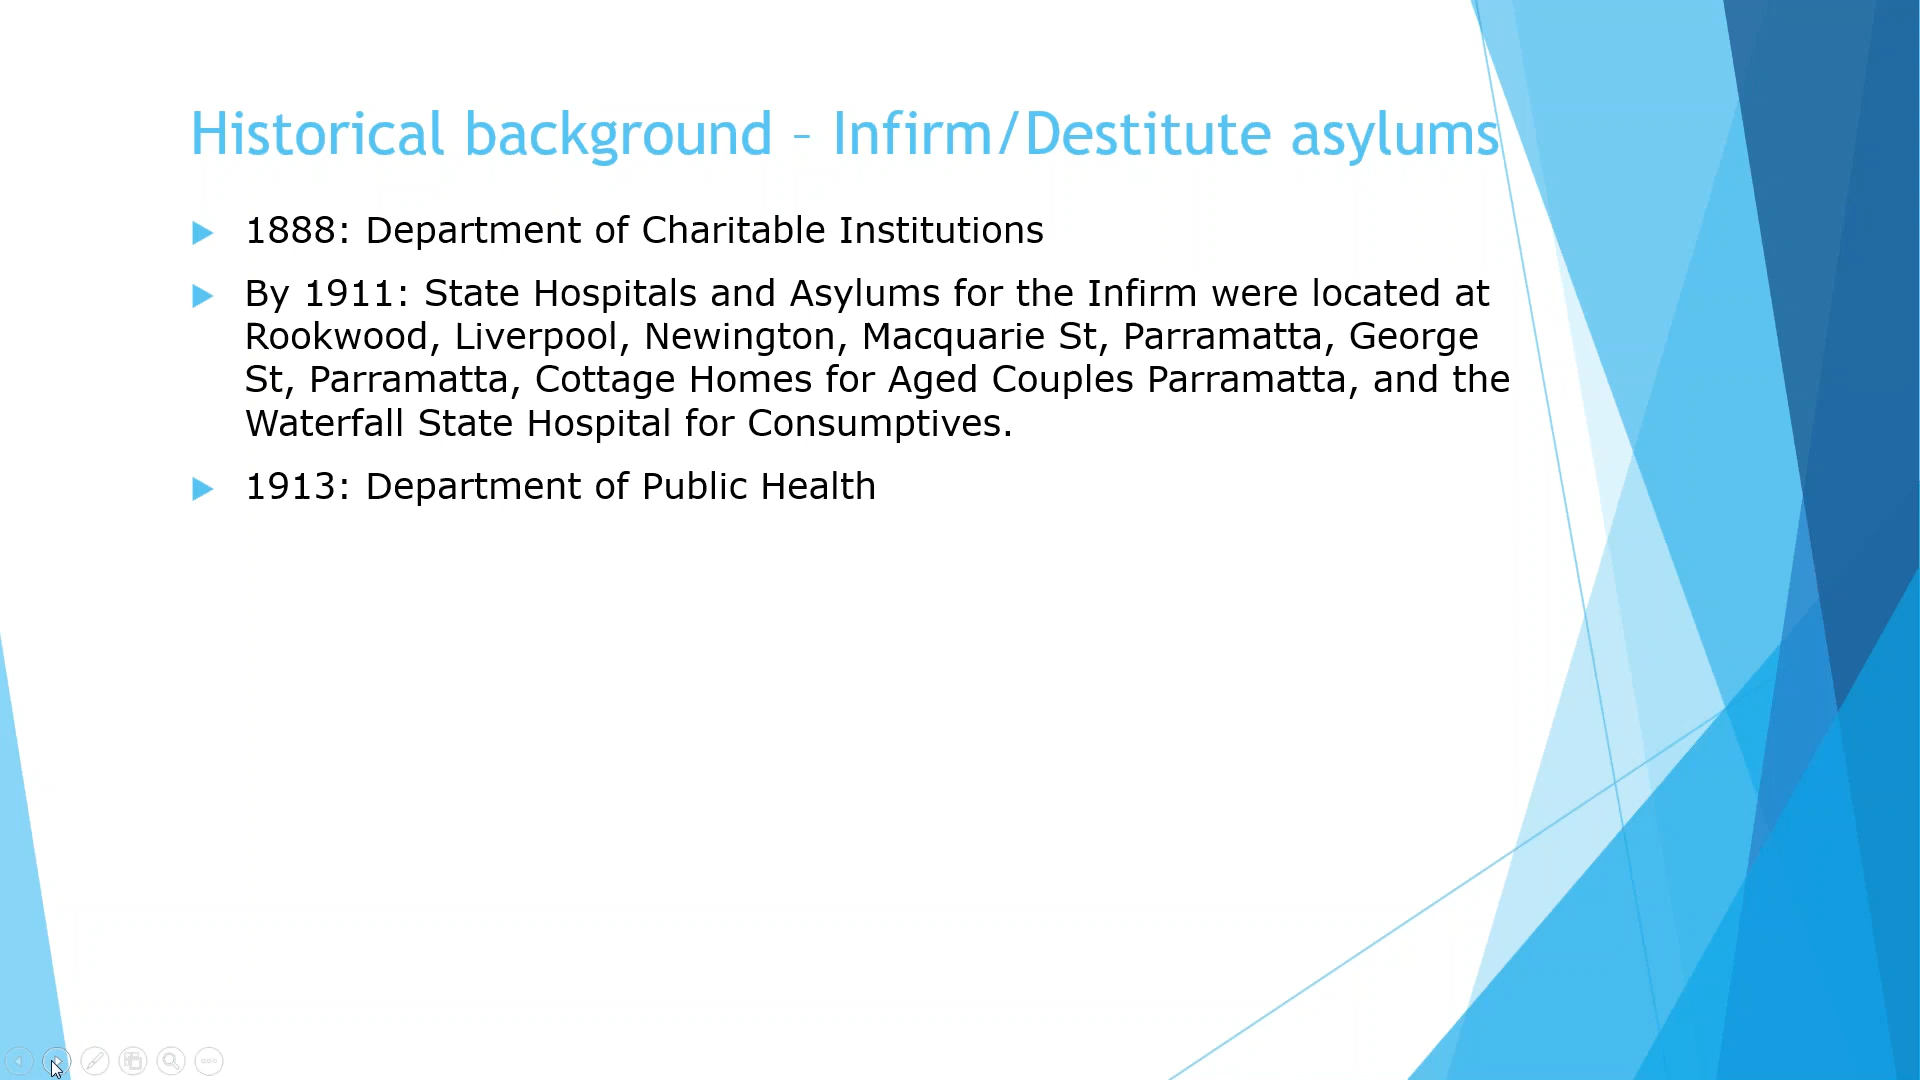 Historical background – Infirm/Destitute asylums
1888: Department of Charitable Institutions
By 1911: State Hospitals and Asylums for the Infirm were located at
Rookwood, Liverpool, Newington, Macquarie St, Parramatta, George
St, Parramatta, Cottage Homes for Aged Couples Parramatta, and the
Waterfall State Hospital for Consumptives.
1913: Department of Public Health